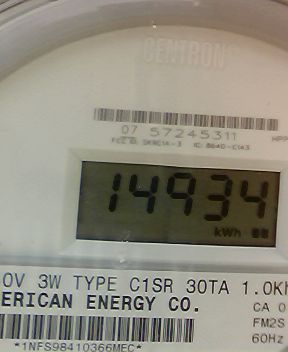 CENTRON®
07 57245311
14934
kWh
0V 3W TYPE C1SR 30TA 1.0Kh
ERICAN ENERGY CO.
CA 0
FM2S
60Hz
*1NFS98410366MEC*